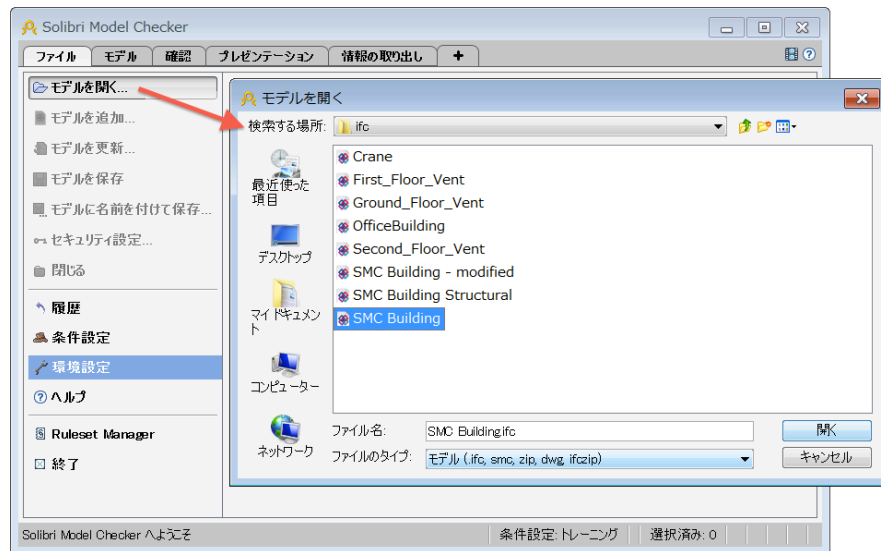 Solibri Model Checker
ファイル モデル 確認 プレゼンテーション 情報の取り出し +
モデルを開く...
モデルを追加...
モデルを更新...
モデルを保存
モデルに名前を付けて保存...
セキュリティ設定...
閉じる
履歴
条件設定
環境設定
ヘルプ
Ruleset Manager
終了
モデルを開く
検索する場所: ifc
最近使った
項目
デスクトップ
マイ ドキュメン
ト
コンピューター
ネットワーク
Crane
First_Floor_Vent
Ground_Floor_Vent
OfficeBuilding
Second_Floor_Vent
SMC Building - modified
SMC Building Structural
SMC Building
ファイル名: SMC Building.ifc 開く
ファイルのタイプ: モデル (.ifc, smc, zip, dwg, ifczip) キャンセル
Solibri Model Checker へようこそ 条件設定: トレーニング 選択済み: 0